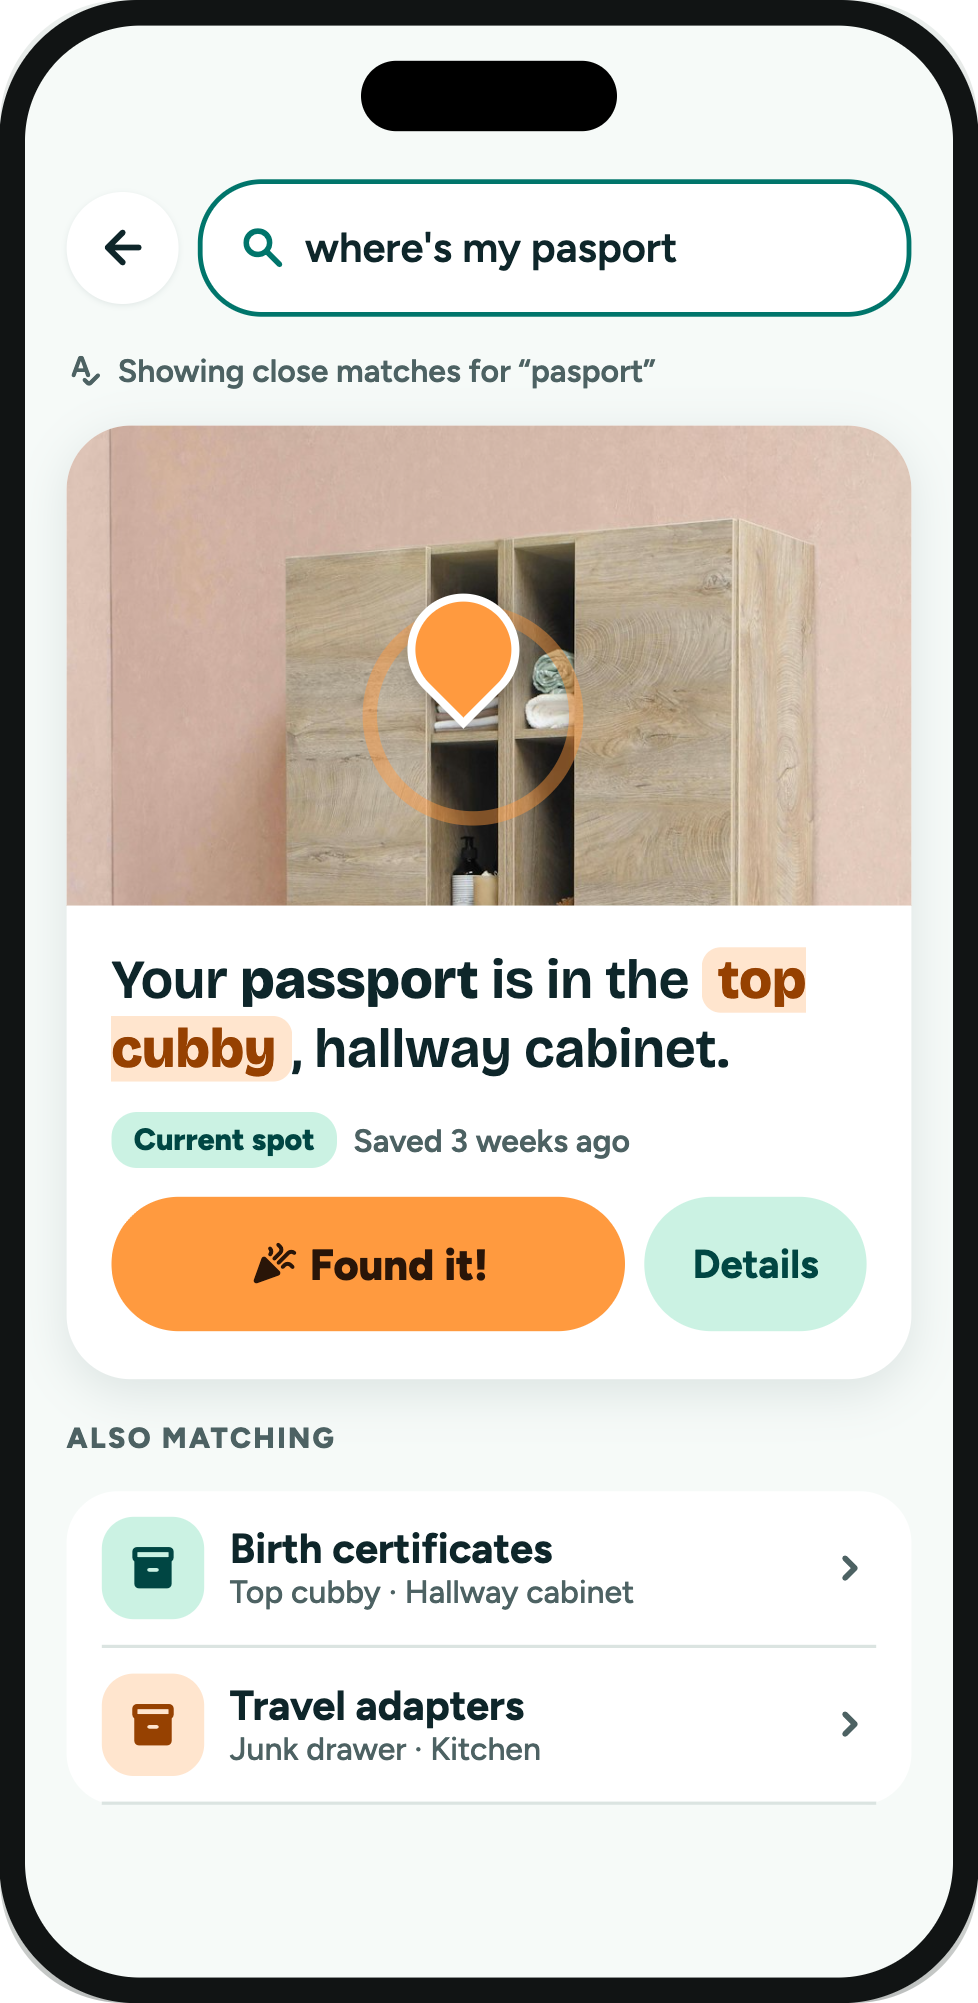 where's my pasport
Showing close matches for “pasport”
Your passport is in the top
cubby, hallway cabinet.
Current spot Saved 3 weeks ago
Found it! Details
ALSO MATCHING
Birth certificates
Top cubby · Hallway cabinet
Travel adapters
Junk drawer · Kitchen